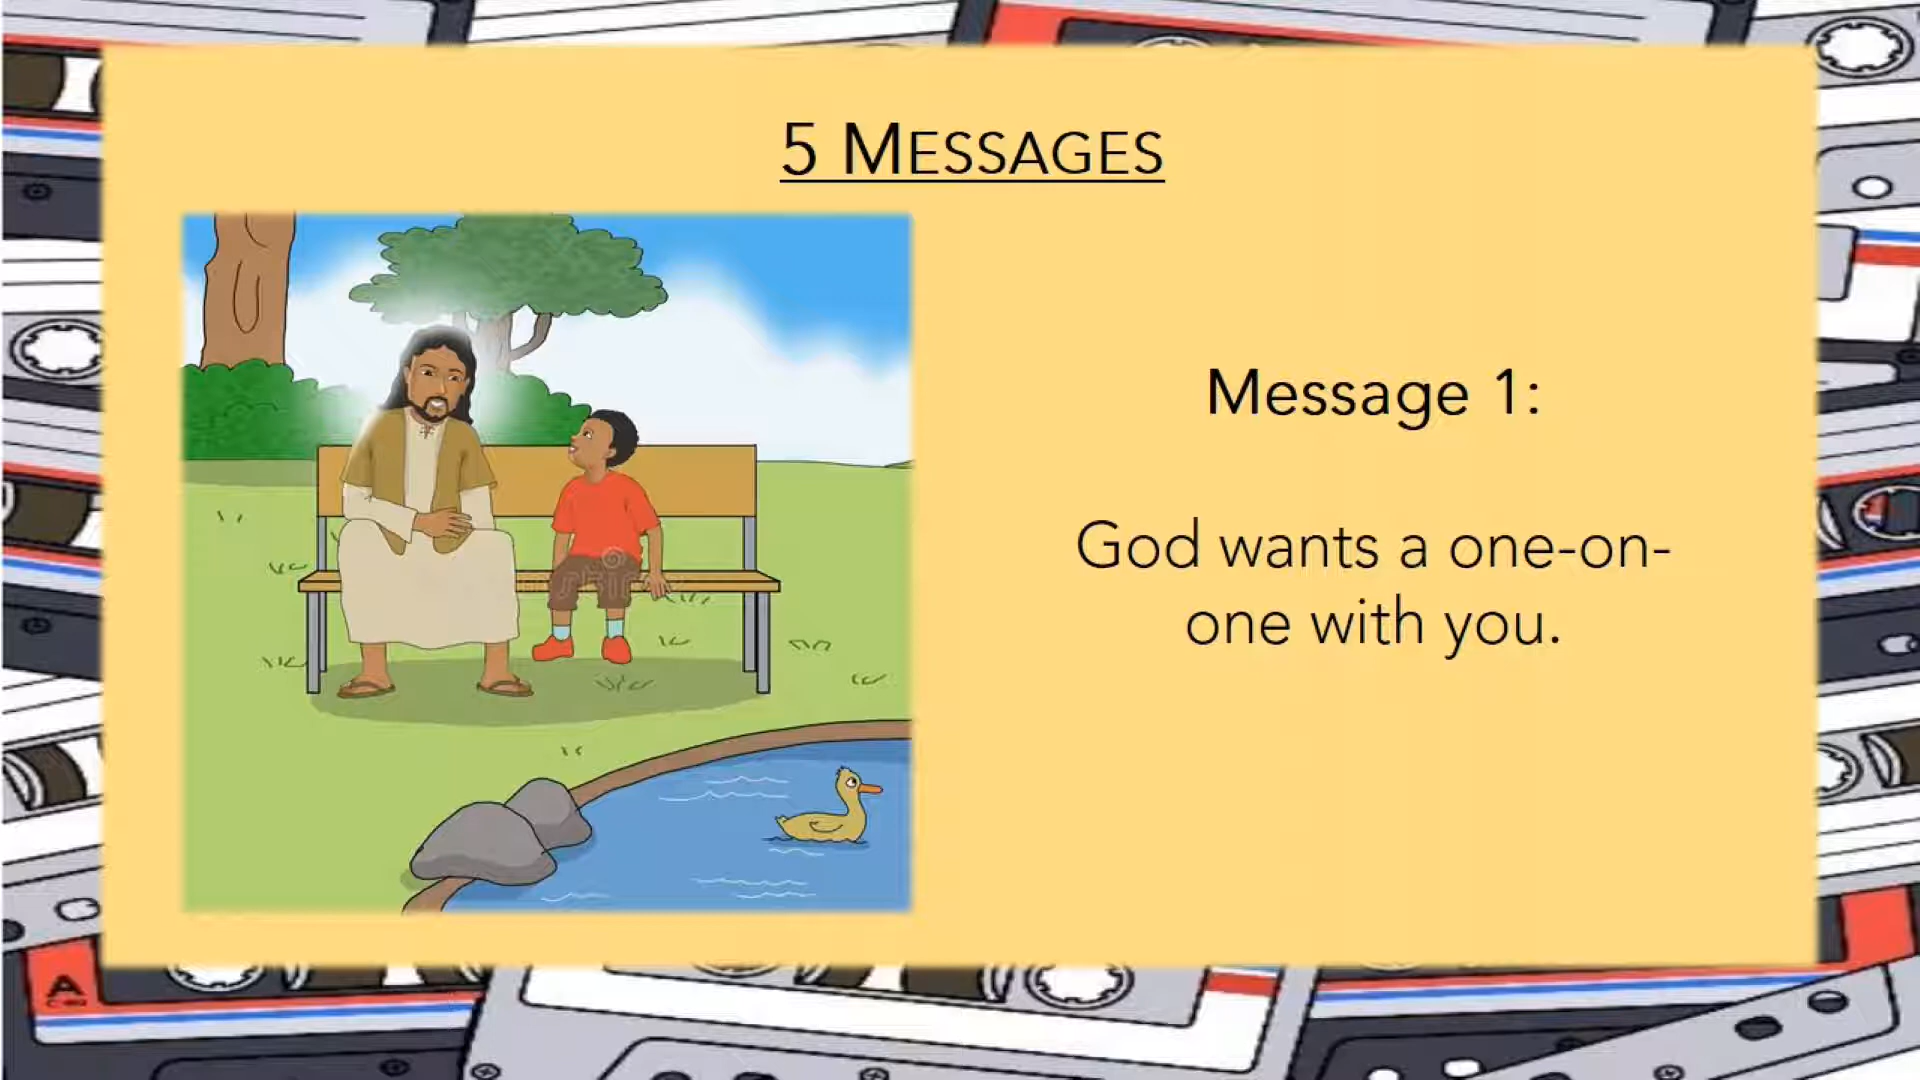 5 MESSAGES
Message 1:
God wants a one-on-
one with you.
A